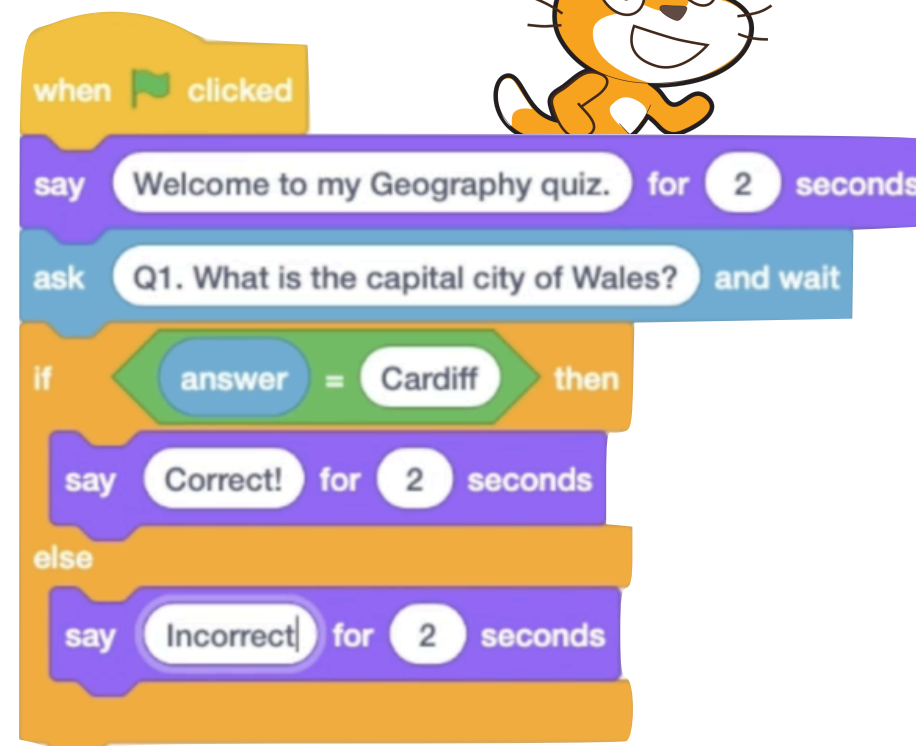 when clicked
say Welcome to my Geography quiz. for 2 seconds
ask Q1. What is the capital city of Wales? and wait
if answer = Cardiff then
say Correct! for 2 seconds
else
say Incorrect for 2 seconds